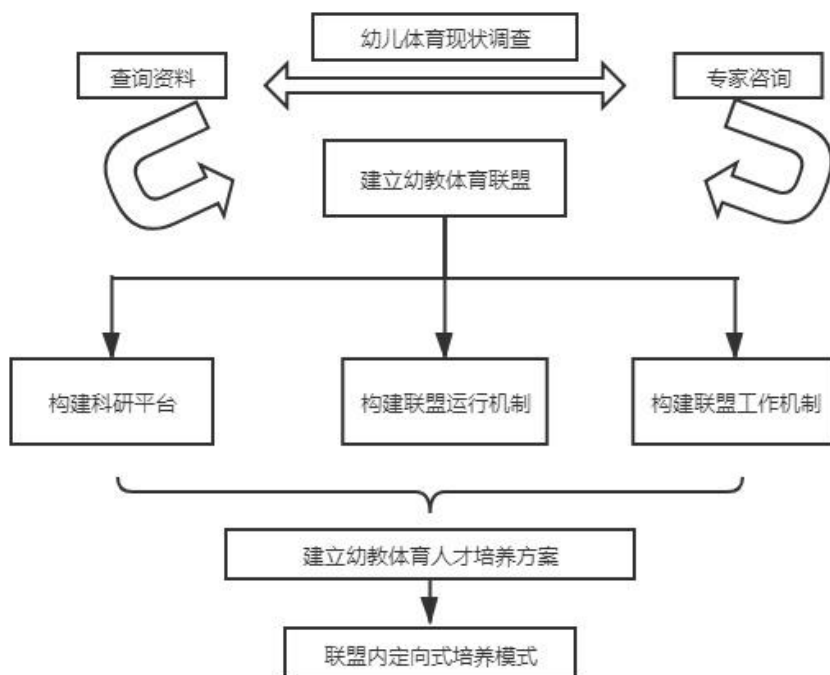 幼儿体育现状调查
查询资料
专家咨询
建立幼教体育联盟
构建科研平台
构建联盟运行机制
构建联盟工作机制
建立幼教体育人才培养方案
联盟内定向式培养模式